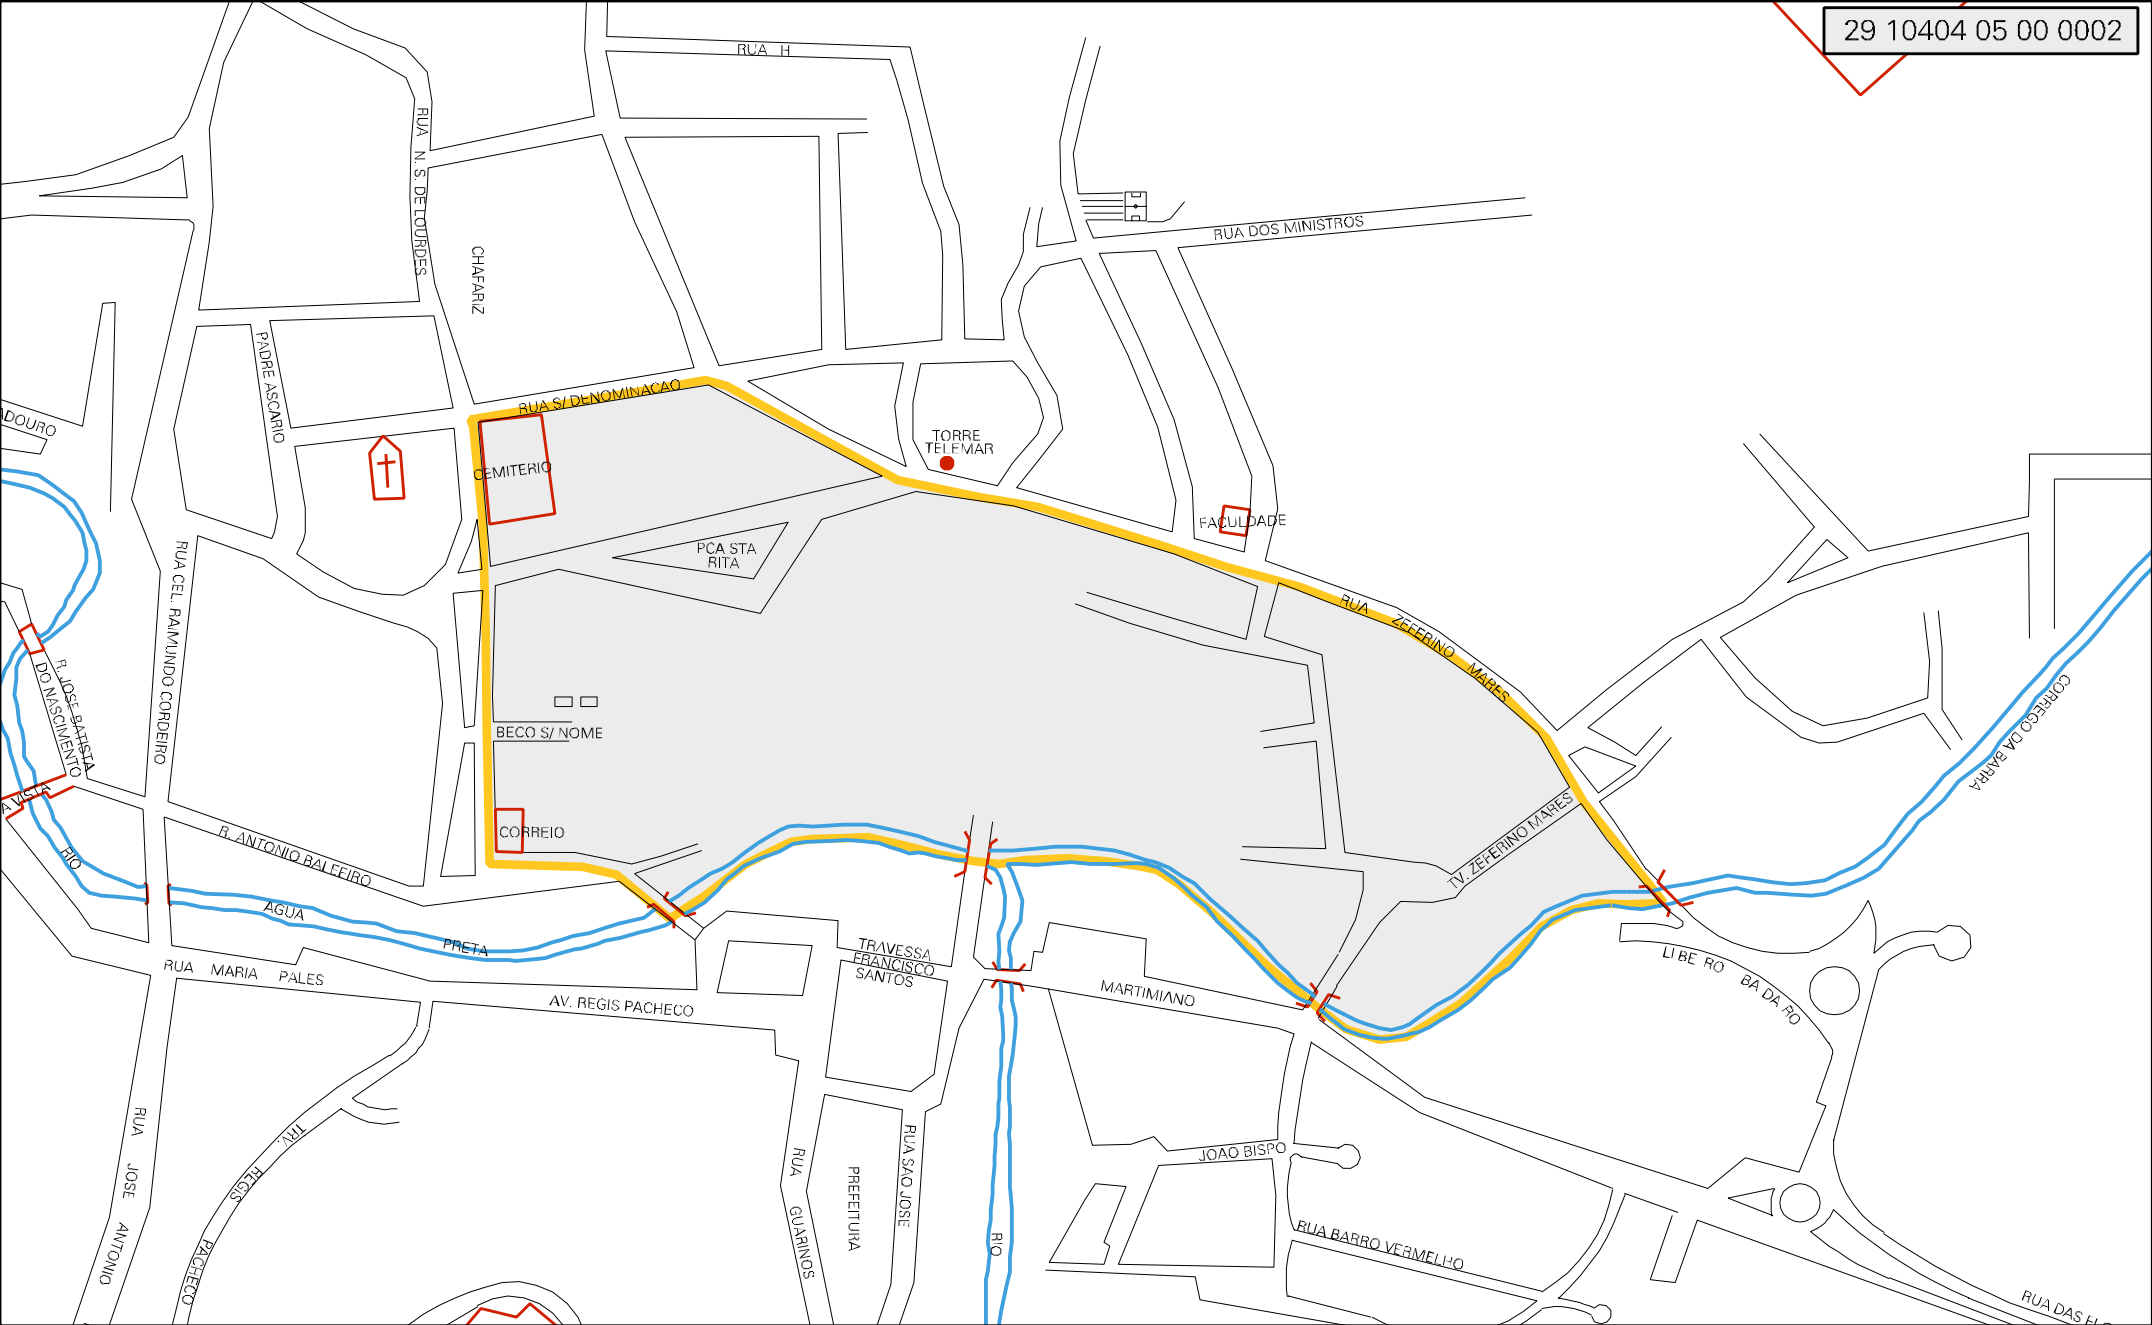 29 10404 05 00 0002
RUA H
RUA N. S. DE LOURDES
CHAFARIZ
RUA DOS MINISTROS
PADRE ASCARIO
RUA S/ DENOMINACAO
ADOURO
TORRE
TELEMAR
CEMITERIO
FACULDADE
PCA STA
RITA
RUA CEL. RAIMUNDO CORDEIRO
RUA ZEFERINO MARES
R. JOSE BATISTA
DO NASCIMENTO
CORREGO DA BARRA
BECO S/ NOME
A VISTA
CORREIO
TV. ZEFERINO MARES
R. ANTONIO BALEEIRO
RIO
AGUA
PRETA
TRAVESSA
FRANCISCO
SANTOS
LIBERO BADARO
RUA MARIA PALES
AV. REGIS PACHECO
MARTIMIANO
RUA JOSE ANTONIO
TRV. REGIS PACHECO
RUA GUARINOS
PREFEITURA
RUA SAO JOSE
JOAO BISPO
RIO
RUA BARRO VERMELHO
RUA DAS